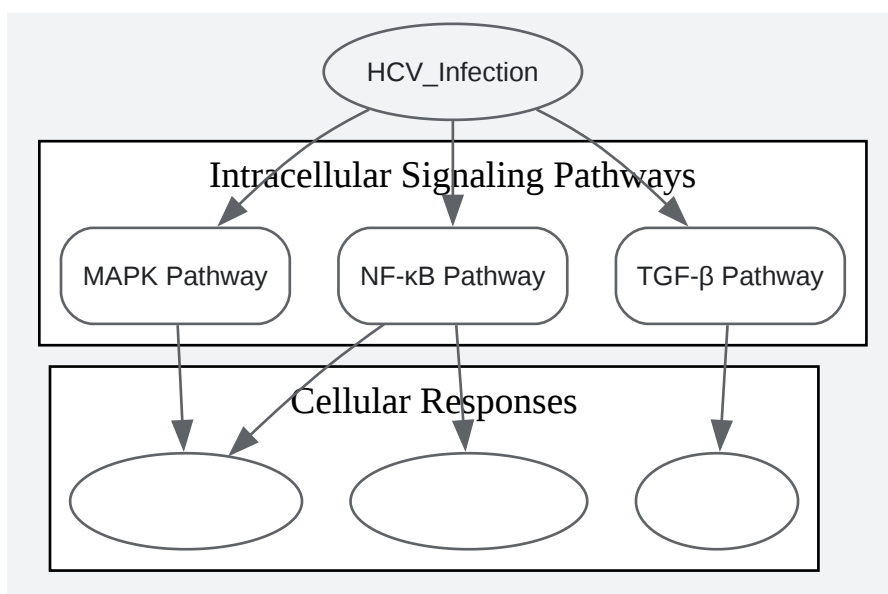 HCV_Infection
Intracellular Signaling Pathways
MAPK Pathway
NF-κB Pathway
TGF-β Pathway
Cellular Responses